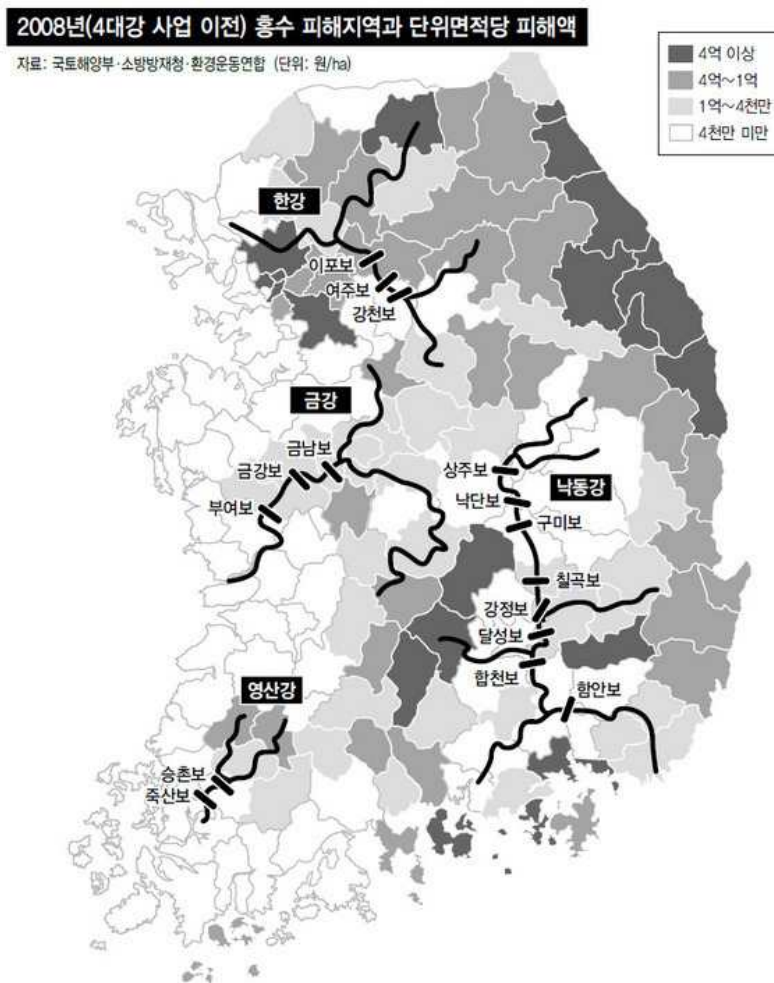 2008년(4대강 사업 이전) 홍수 피해지역과 단위면적당 피해액
자료: 국토해양부·소방방재청·환경운동연합 (단위: 원/ha)
4억 이상
4억~1억
1억~4천만
4천만 미만
한강
이포보
여주보
강천보
금강
금남보
금강보
부여보
상주보
낙동강
낙단보
구미보
칠곡보
강정보
달성보
합천보
함안보
영산강
승촌보
죽산보